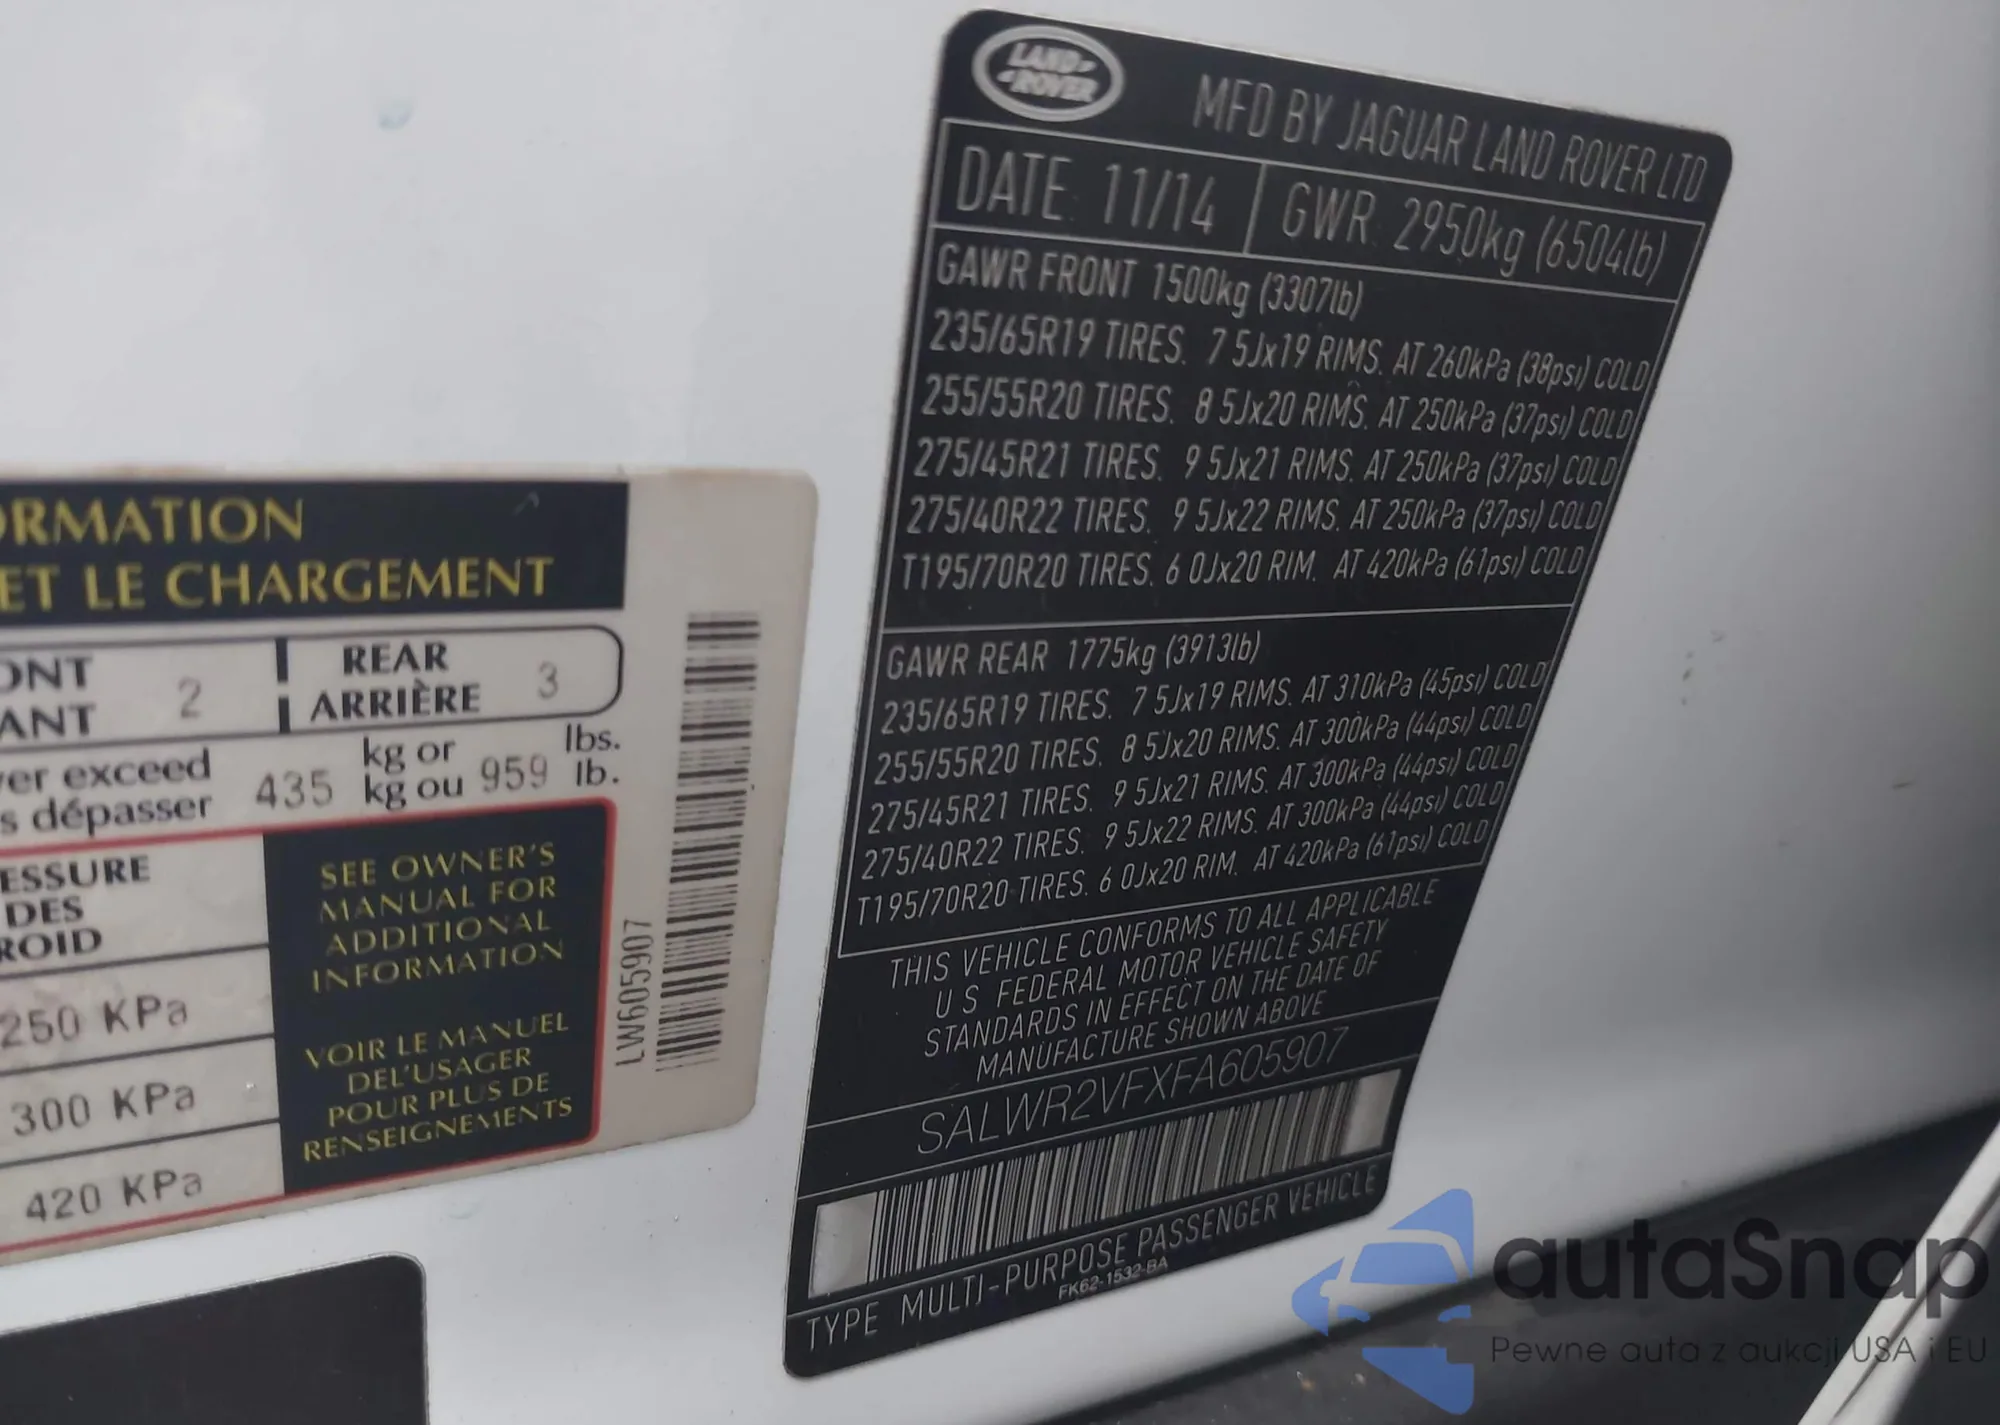 ORMATION
ET LE CHARGEMENT
ONT
ANT
2
REAR
ARRIÈRE
3
ver exceed
s dépasser
435
kg or
kg ou
959
lbs.
lb.
ESSURE
DES
ROID
250 KPa
300 KPa
420 KPa
SEE OWNER'S
MANUAL FOR
ADDITIONAL
INFORMATION
VOIR LE MANUEL
DEL'USAGER
POUR PLUS DE
RENSEIGNEMENTS
LW605907
LAND
ROVER
MFD BY JAGUAR LAND ROVER LTD
DATE. 11/14
GWR. 2950kg (6504lb)
GAWR FRONT 1500kg (3307lb)
235/65R19 TIRES. 7 5Jx19 RIMS. AT 260kPa (38psi) COLD
255/55R20 TIRES. 8 5Jx20 RIMS. AT 250kPa (37psi) COLD
275/45R21 TIRES. 9 5Jx21 RIMS. AT 250kPa (37psi) COLD
275/40R22 TIRES. 9 5Jx22 RIMS. AT 250kPa (37psi) COLD
T195/70R20 TIRES. 6 0Jx20 RIM. AT 420kPa (61psi) COLD
GAWR REAR 1775kg (3913lb)
235/65R19 TIRES. 7 5Jx19 RIMS. AT 310kPa (45psi) COLD
255/55R20 TIRES. 8 5Jx20 RIMS. AT 300kPa (44psi) COLD
275/45R21 TIRES. 9 5Jx21 RIMS. AT 300kPa (44psi) COLD
275/40R22 TIRES. 9 5Jx22 RIMS. AT 300kPa (44psi) COLD
T195/70R20 TIRES. 6 0Jx20 RIM. AT 420kPa (61psi) COLD
THIS VEHICLE CONFORMS TO ALL APPLICABLE
U S FEDERAL MOTOR VEHICLE SAFETY
STANDARDS IN EFFECT ON THE DATE OF
MANUFACTURE SHOWN ABOVE
SALWR2VFXFA605907
TYPE MULTI-PURPOSE PASSENGER VEHICLE
FK62-1532-BA
autaSnap
Pewne auta z aukcji USA i EU